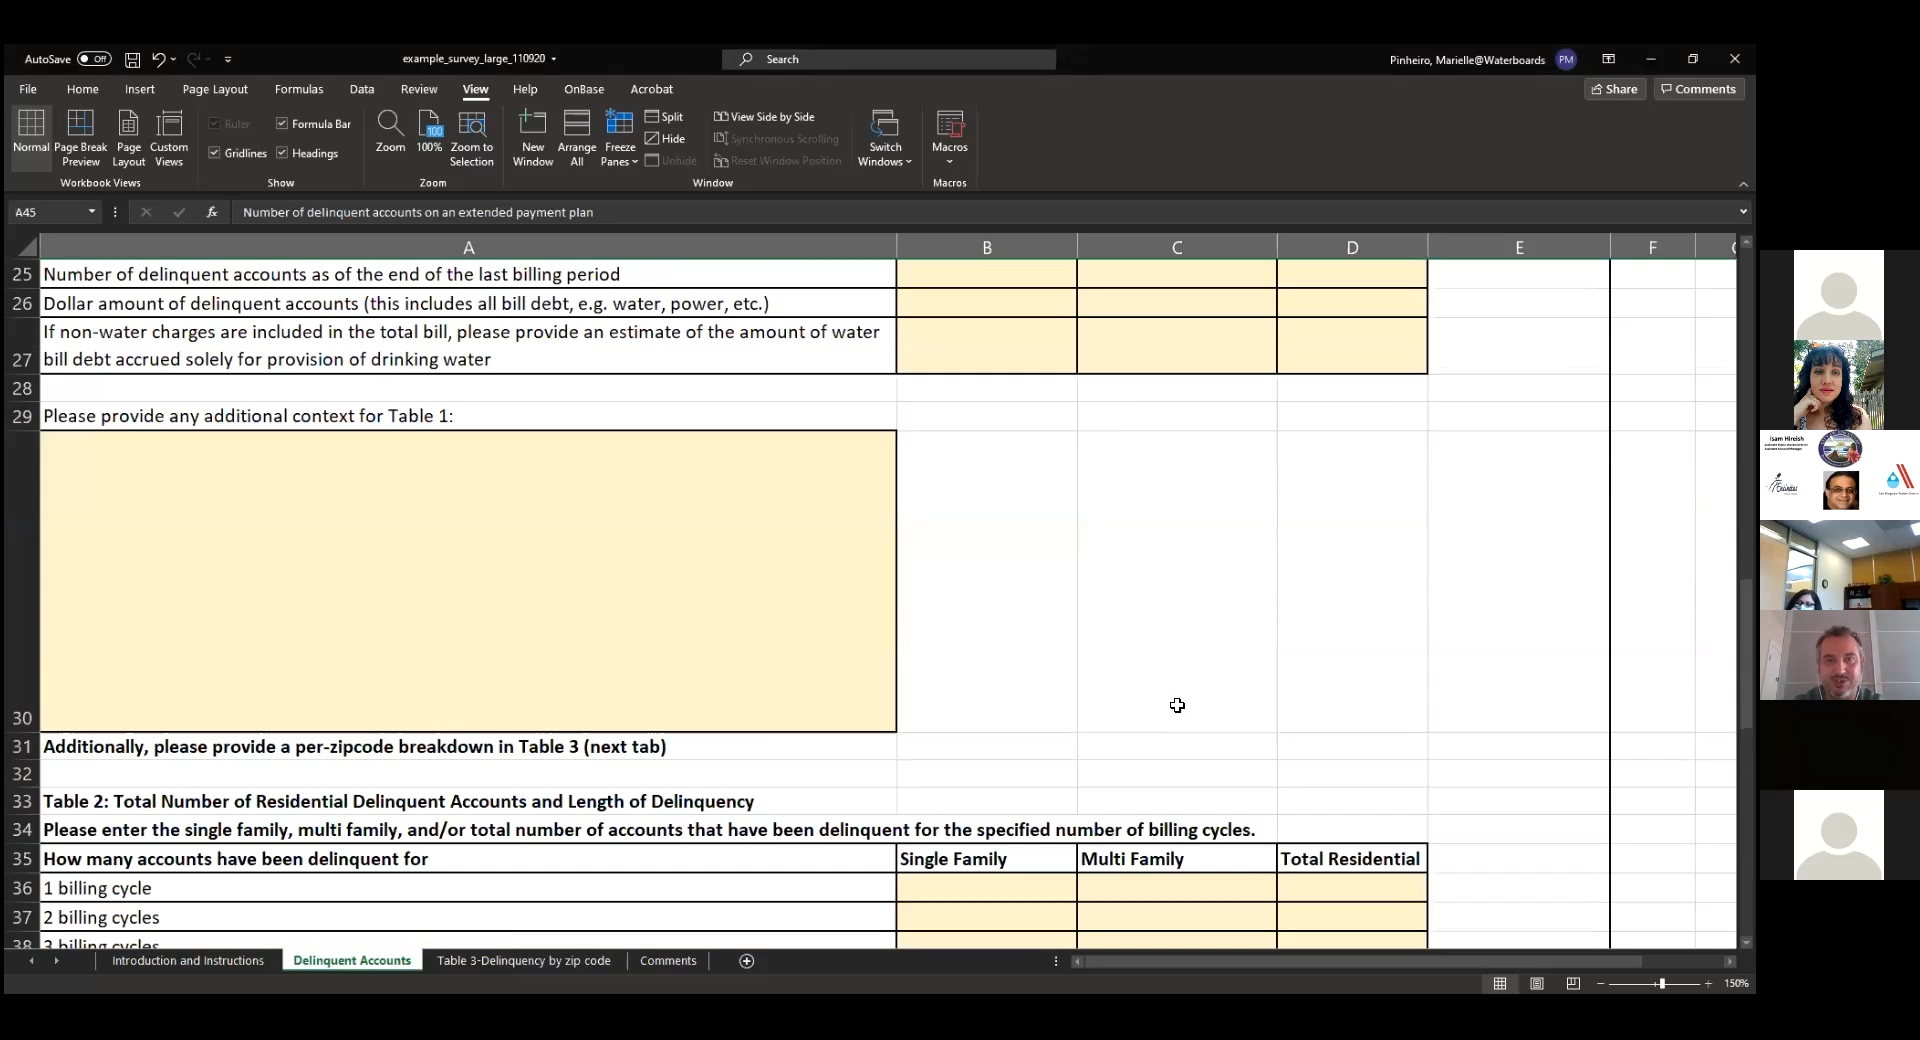 AutoSave Off
example_survey_large_110920
Search
Pinheiro, Marielle@Waterboards PM
File Home Insert Page Layout Formulas Data Review View Help OnBase Acrobat
Share Comments
Normal
Page Break Preview
Page Layout
Custom Views
Workbook Views
Ruler
Formula Bar
Gridlines
Headings
Show
Zoom
100
100%
Zoom to Selection
Zoom
New Window
Arrange All
Freeze Panes
Split
Hide
Unhide
View Side by Side
Synchronous Scrolling
Reset Window Position
Window
Switch Windows
Macros
Macros
A45
fx
Number of delinquent accounts on an extended payment plan
A B C D E F
25 Number of delinquent accounts as of the end of the last billing period
26 Dollar amount of delinquent accounts (this includes all bill debt, e.g. water, power, etc.)
If non-water charges are included in the total bill, please provide an estimate of the amount of water
27 bill debt accrued solely for provision of drinking water
28
29 Please provide any additional context for Table 1:
30
31 Additionally, please provide a per-zipcode breakdown in Table 3 (next tab)
32
33 Table 2: Total Number of Residential Delinquent Accounts and Length of Delinquency
34 Please enter the single family, multi family, and/or total number of accounts that have been delinquent for the specified number of billing cycles.
35 How many accounts have been delinquent for Single Family Multi Family Total Residential
36 1 billing cycle
37 2 billing cycles
38 3 billing cycles
Introduction and Instructions Delinquent Accounts Table 3-Delinquency by zip code Comments
150%
Isam Hireish